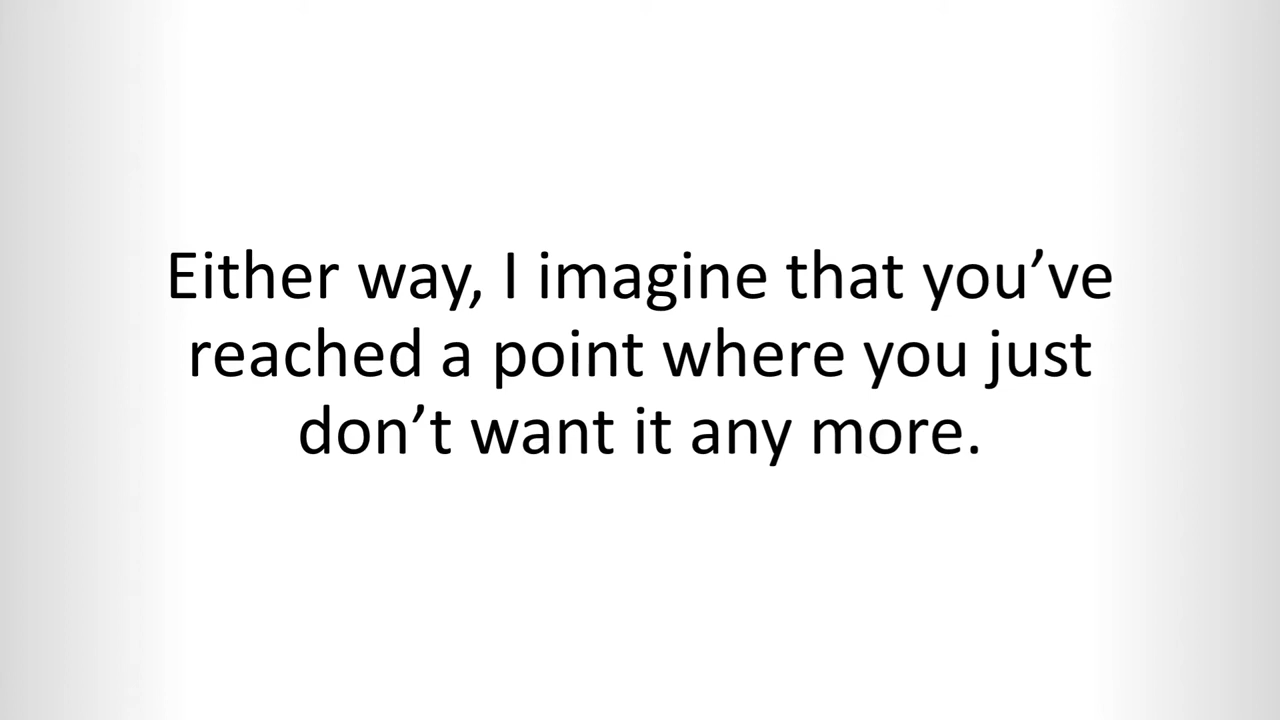 Either way, I imagine that you’ve
reached a point where you just
don’t want it any more.